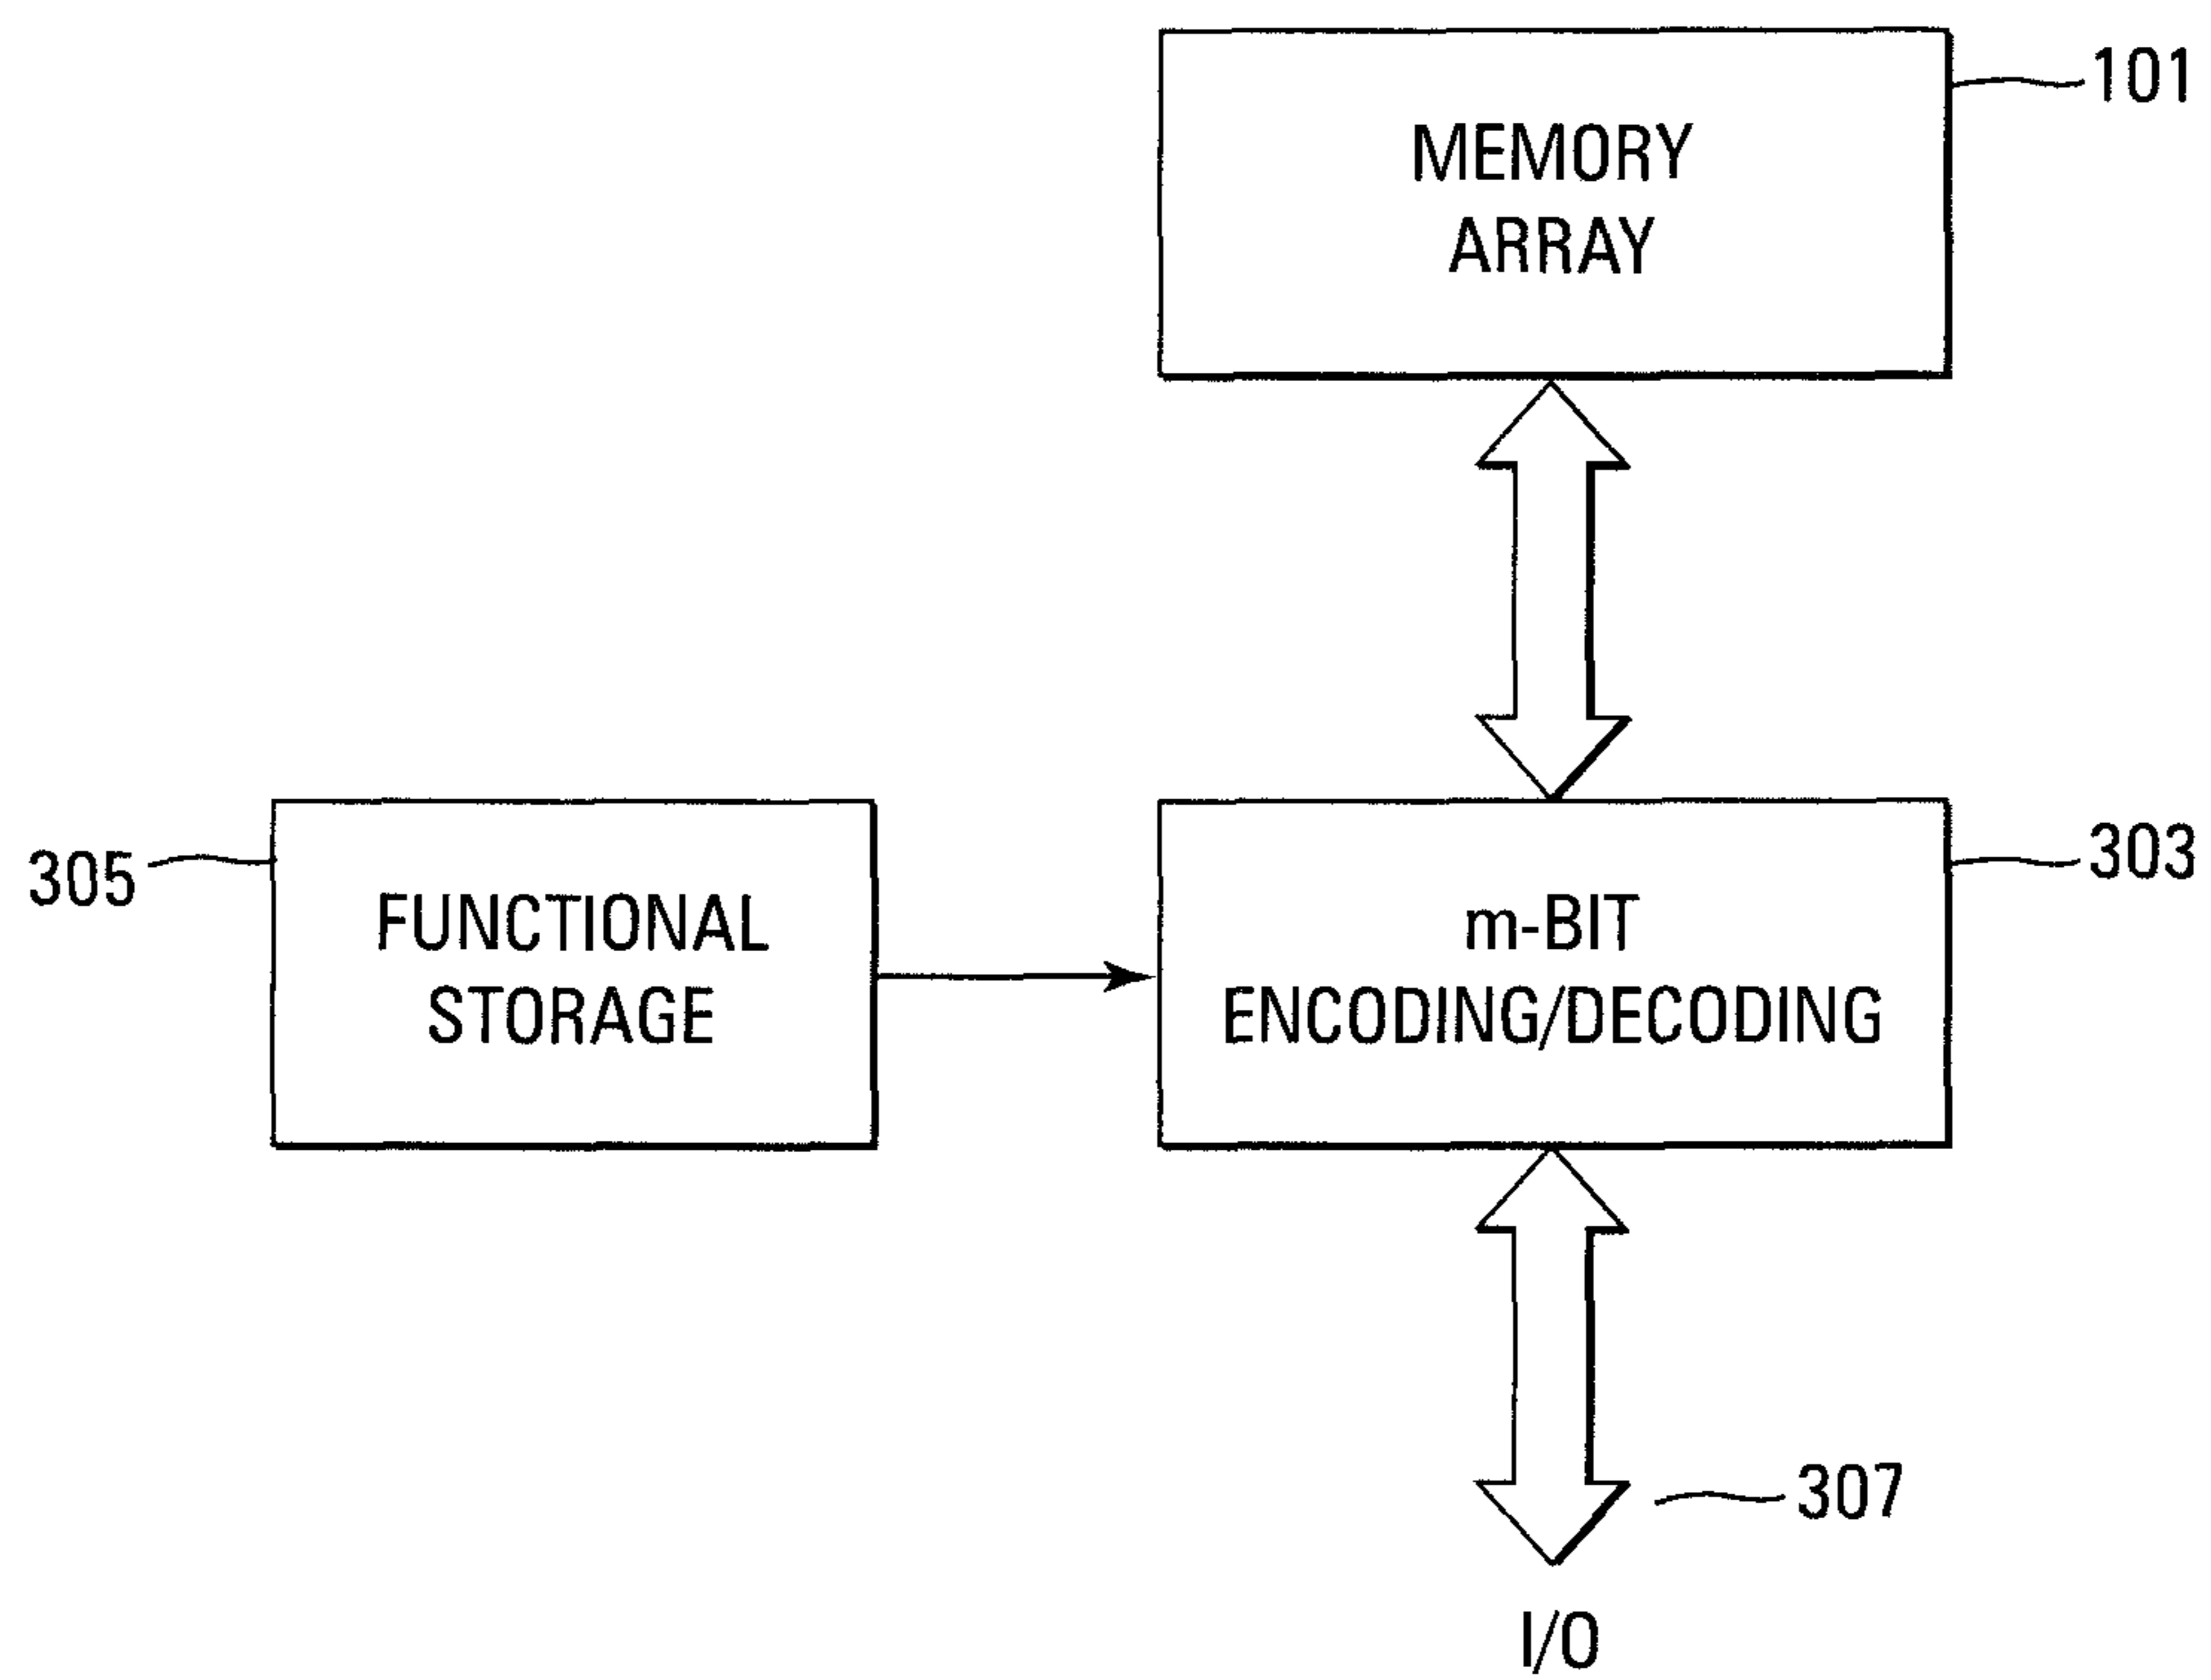 101
MEMORY
ARRAY
305
FUNCTIONAL
STORAGE
303
m-BIT
ENCODING/DECODING
307
I/O